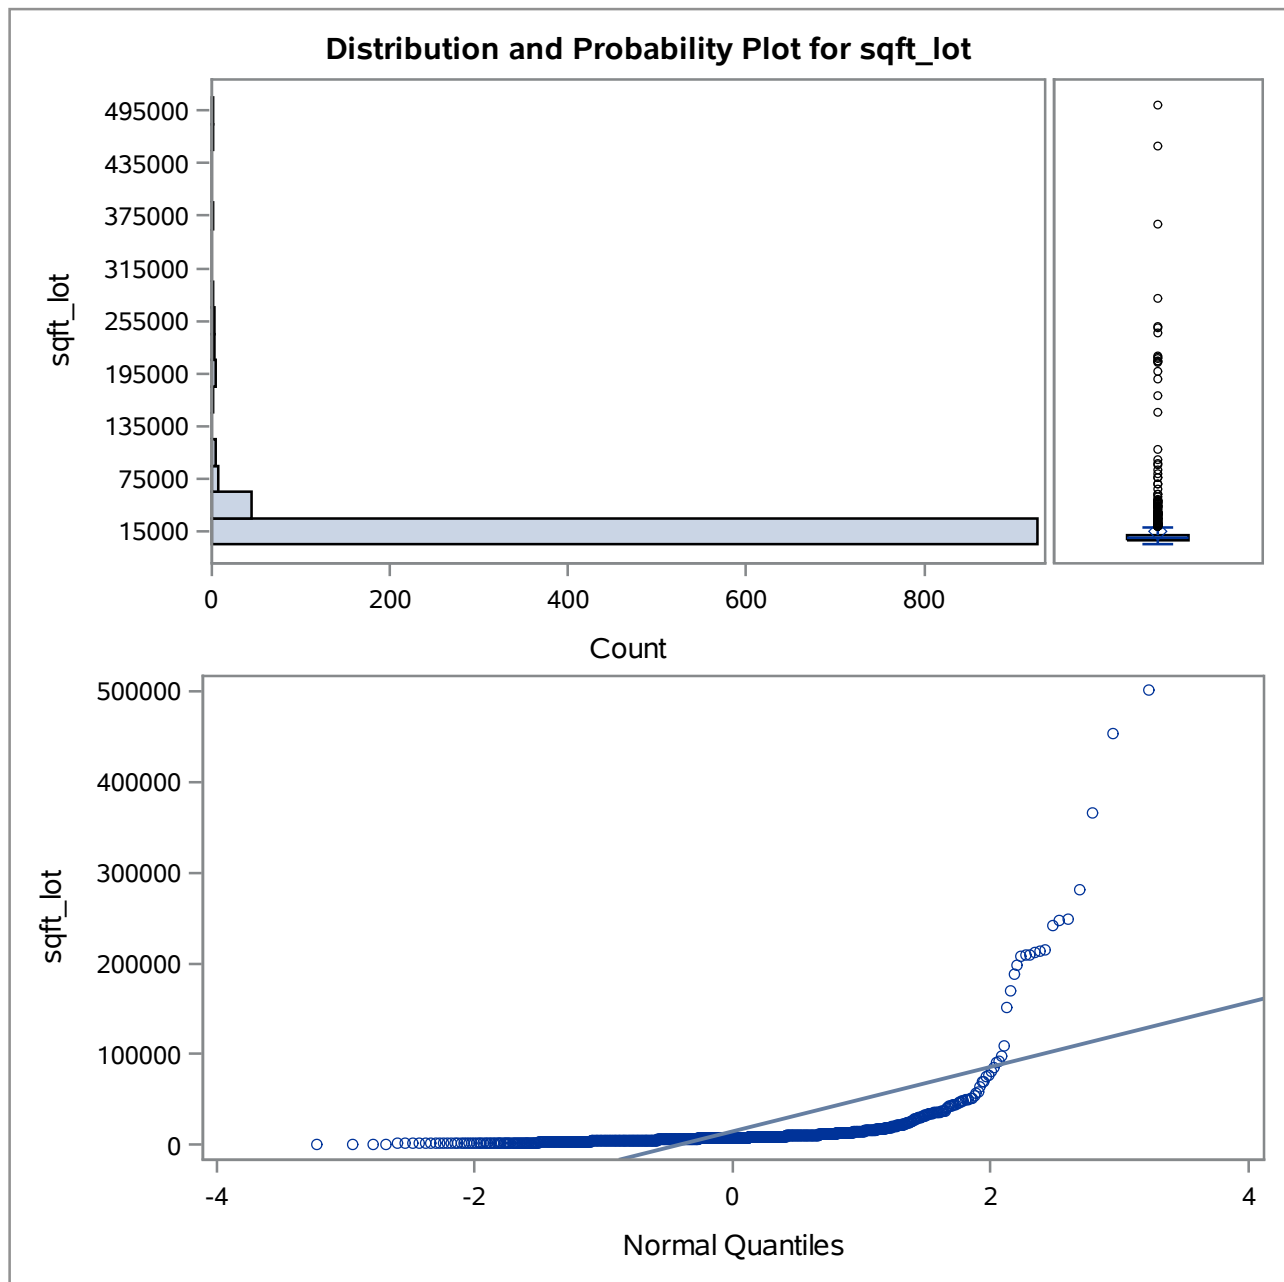 Distribution and Probability Plot for sqft_lot
495000
435000
375000
315000
255000
195000
135000
75000
15000
sqft_lot
0 200 400 600 800
Count
500000
400000
300000
200000
100000
0
sqft_lot
-4 -2 0 2 4
Normal Quantiles